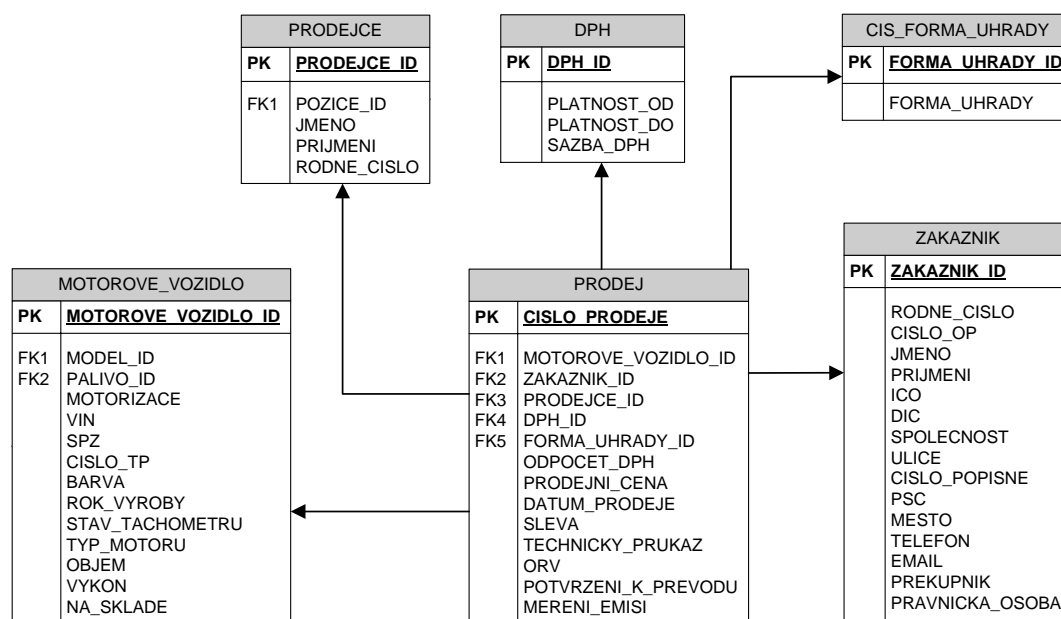 PRODEJCE
PK PRODEJCE_ID
FK1 POZICE_ID
JMENO
PRIJMENI
RODNE_CISLO
DPH
PK DPH_ID
PLATNOST_OD
PLATNOST_DO
SAZBA_DPH
CIS_FORMA_UHRADY
PK FORMA_UHRADY_ID
FORMA_UHRADY
MOTOROVE_VOZIDLO
PK MOTOROVE_VOZIDLO_ID
FK1 MODEL_ID
FK2 PALIVO_ID
MOTORIZACE
VIN
SPZ
CISLO_TP
BARVA
ROK_VYROBY
STAV_TACHOMETRU
TYP_MOTORU
OBJEM
VYKON
NA_SKLADE
PRODEJ
PK CISLO_PRODEJE
FK1 MOTOROVE_VOZIDLO_ID
FK2 ZAKAZNIK_ID
FK3 PRODEJCE_ID
FK4 DPH_ID
FK5 FORMA_UHRADY_ID
ODPOCET_DPH
PRODEJNI_CENA
DATUM_PRODEJE
SLEVA
TECHNICKY_PRUKAZ
ORV
POTVRZENI_K_PREVODU
MERENI_EMISI
ZAKAZNIK
PK ZAKAZNIK_ID
RODNE_CISLO
CISLO_OP
JMENO
PRIJMENI
ICO
DIC
SPOLECNOST
ULICE
CISLO_POPISNE
PSC
MESTO
TELEFON
EMAIL
PREKUPNIK
PRAVNICKA_OSOBA